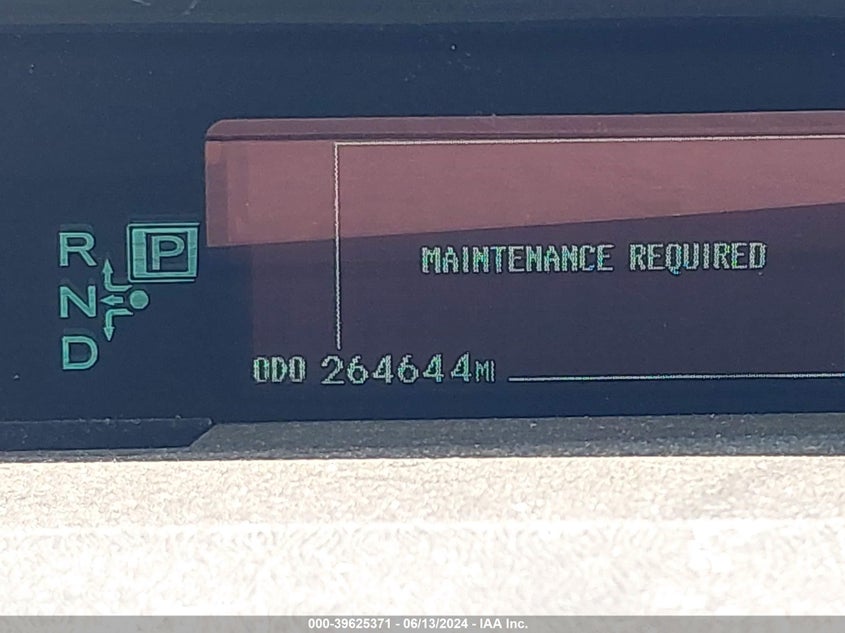 R P
N
D
MAINTENANCE REQUIRED
ODO 264644MI
000-39625371 - 06/13/2024 - IAA Inc.